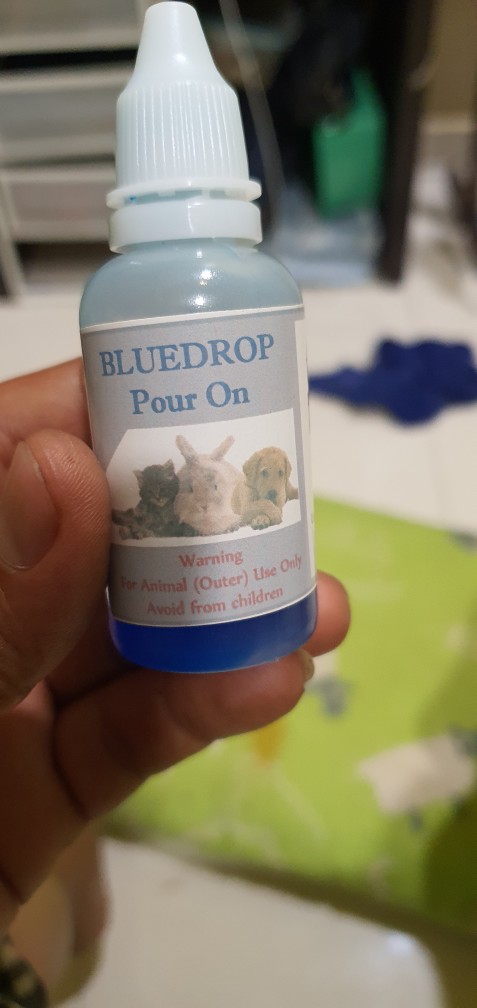 BLUEDROP
Pour On
Warning
For Animal (Outer) Use Only
Avoid from children